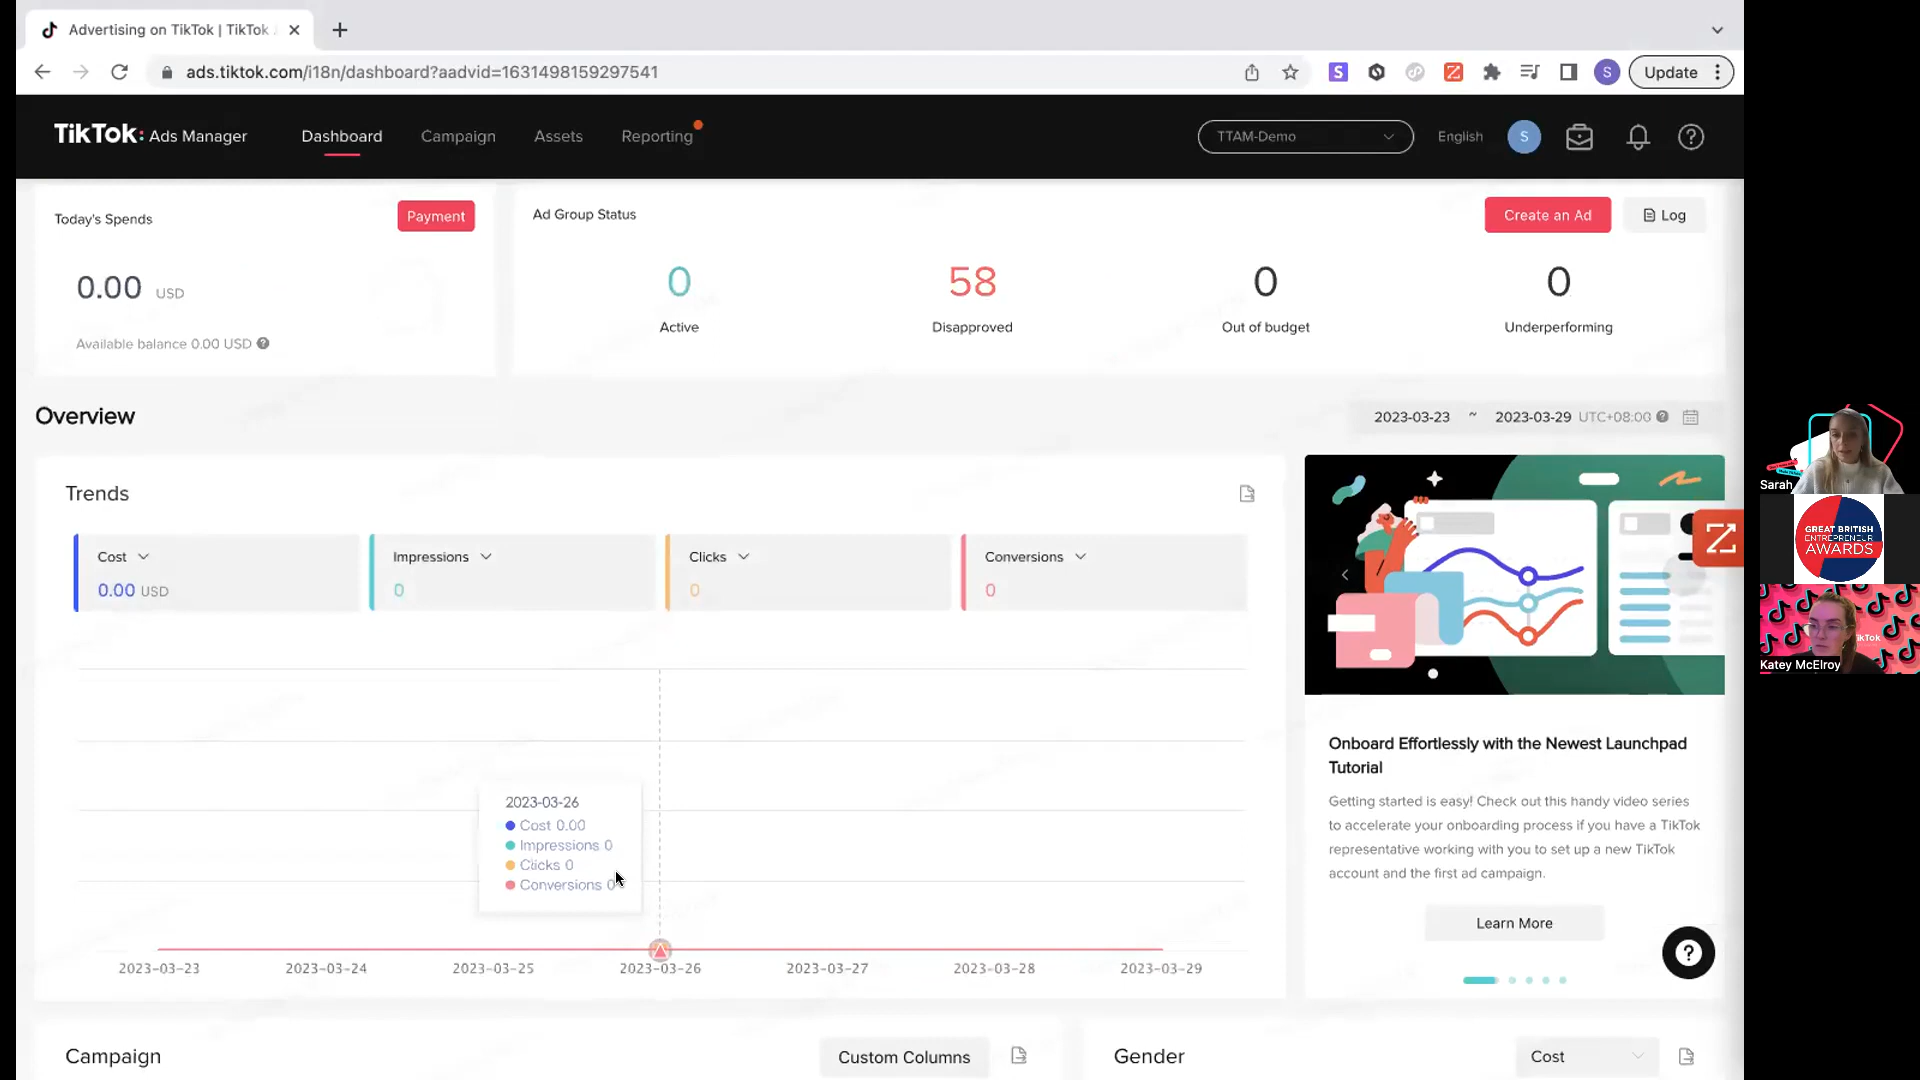 Advertising on TikTok | TikTok
ads.tiktok.com/i18n/dashboard?aadvid=1631498159297541
S
S
Update
TikTok: Ads Manager
Dashboard
Campaign
Assets
Reporting
TTAM-Demo
English
S
Today's Spends
Payment
0.00 USD
Available balance 0.00 USD
Ad Group Status
Create an Ad
Log
0
58
0
0
Active
Disapproved
Out of budget
Underperforming
Overview
2023-03-23 ~ 2023-03-29 UTC+08:00
Trends
Cost
0.00 USD
Impressions
0
Clicks
0
Conversions
0
2023-03-26
Cost 0.00
Impressions 0
Clicks 0
Conversions 0
2023-03-23
2023-03-24
2023-03-25
2023-03-26
2023-03-27
2023-03-28
2023-03-29
Onboard Effortlessly with the Newest Launchpad
Tutorial
Getting started is easy! Check out this handy video series
to accelerate your onboarding process if you have a TikTok
representative working with you to set up a new TikTok
account and the first ad campaign.
Learn More
Campaign
Custom Columns
Gender
Cost
Sarah
GREAT BRITISH
ENTREPRENEUR
AWARDS
Katey McElroy